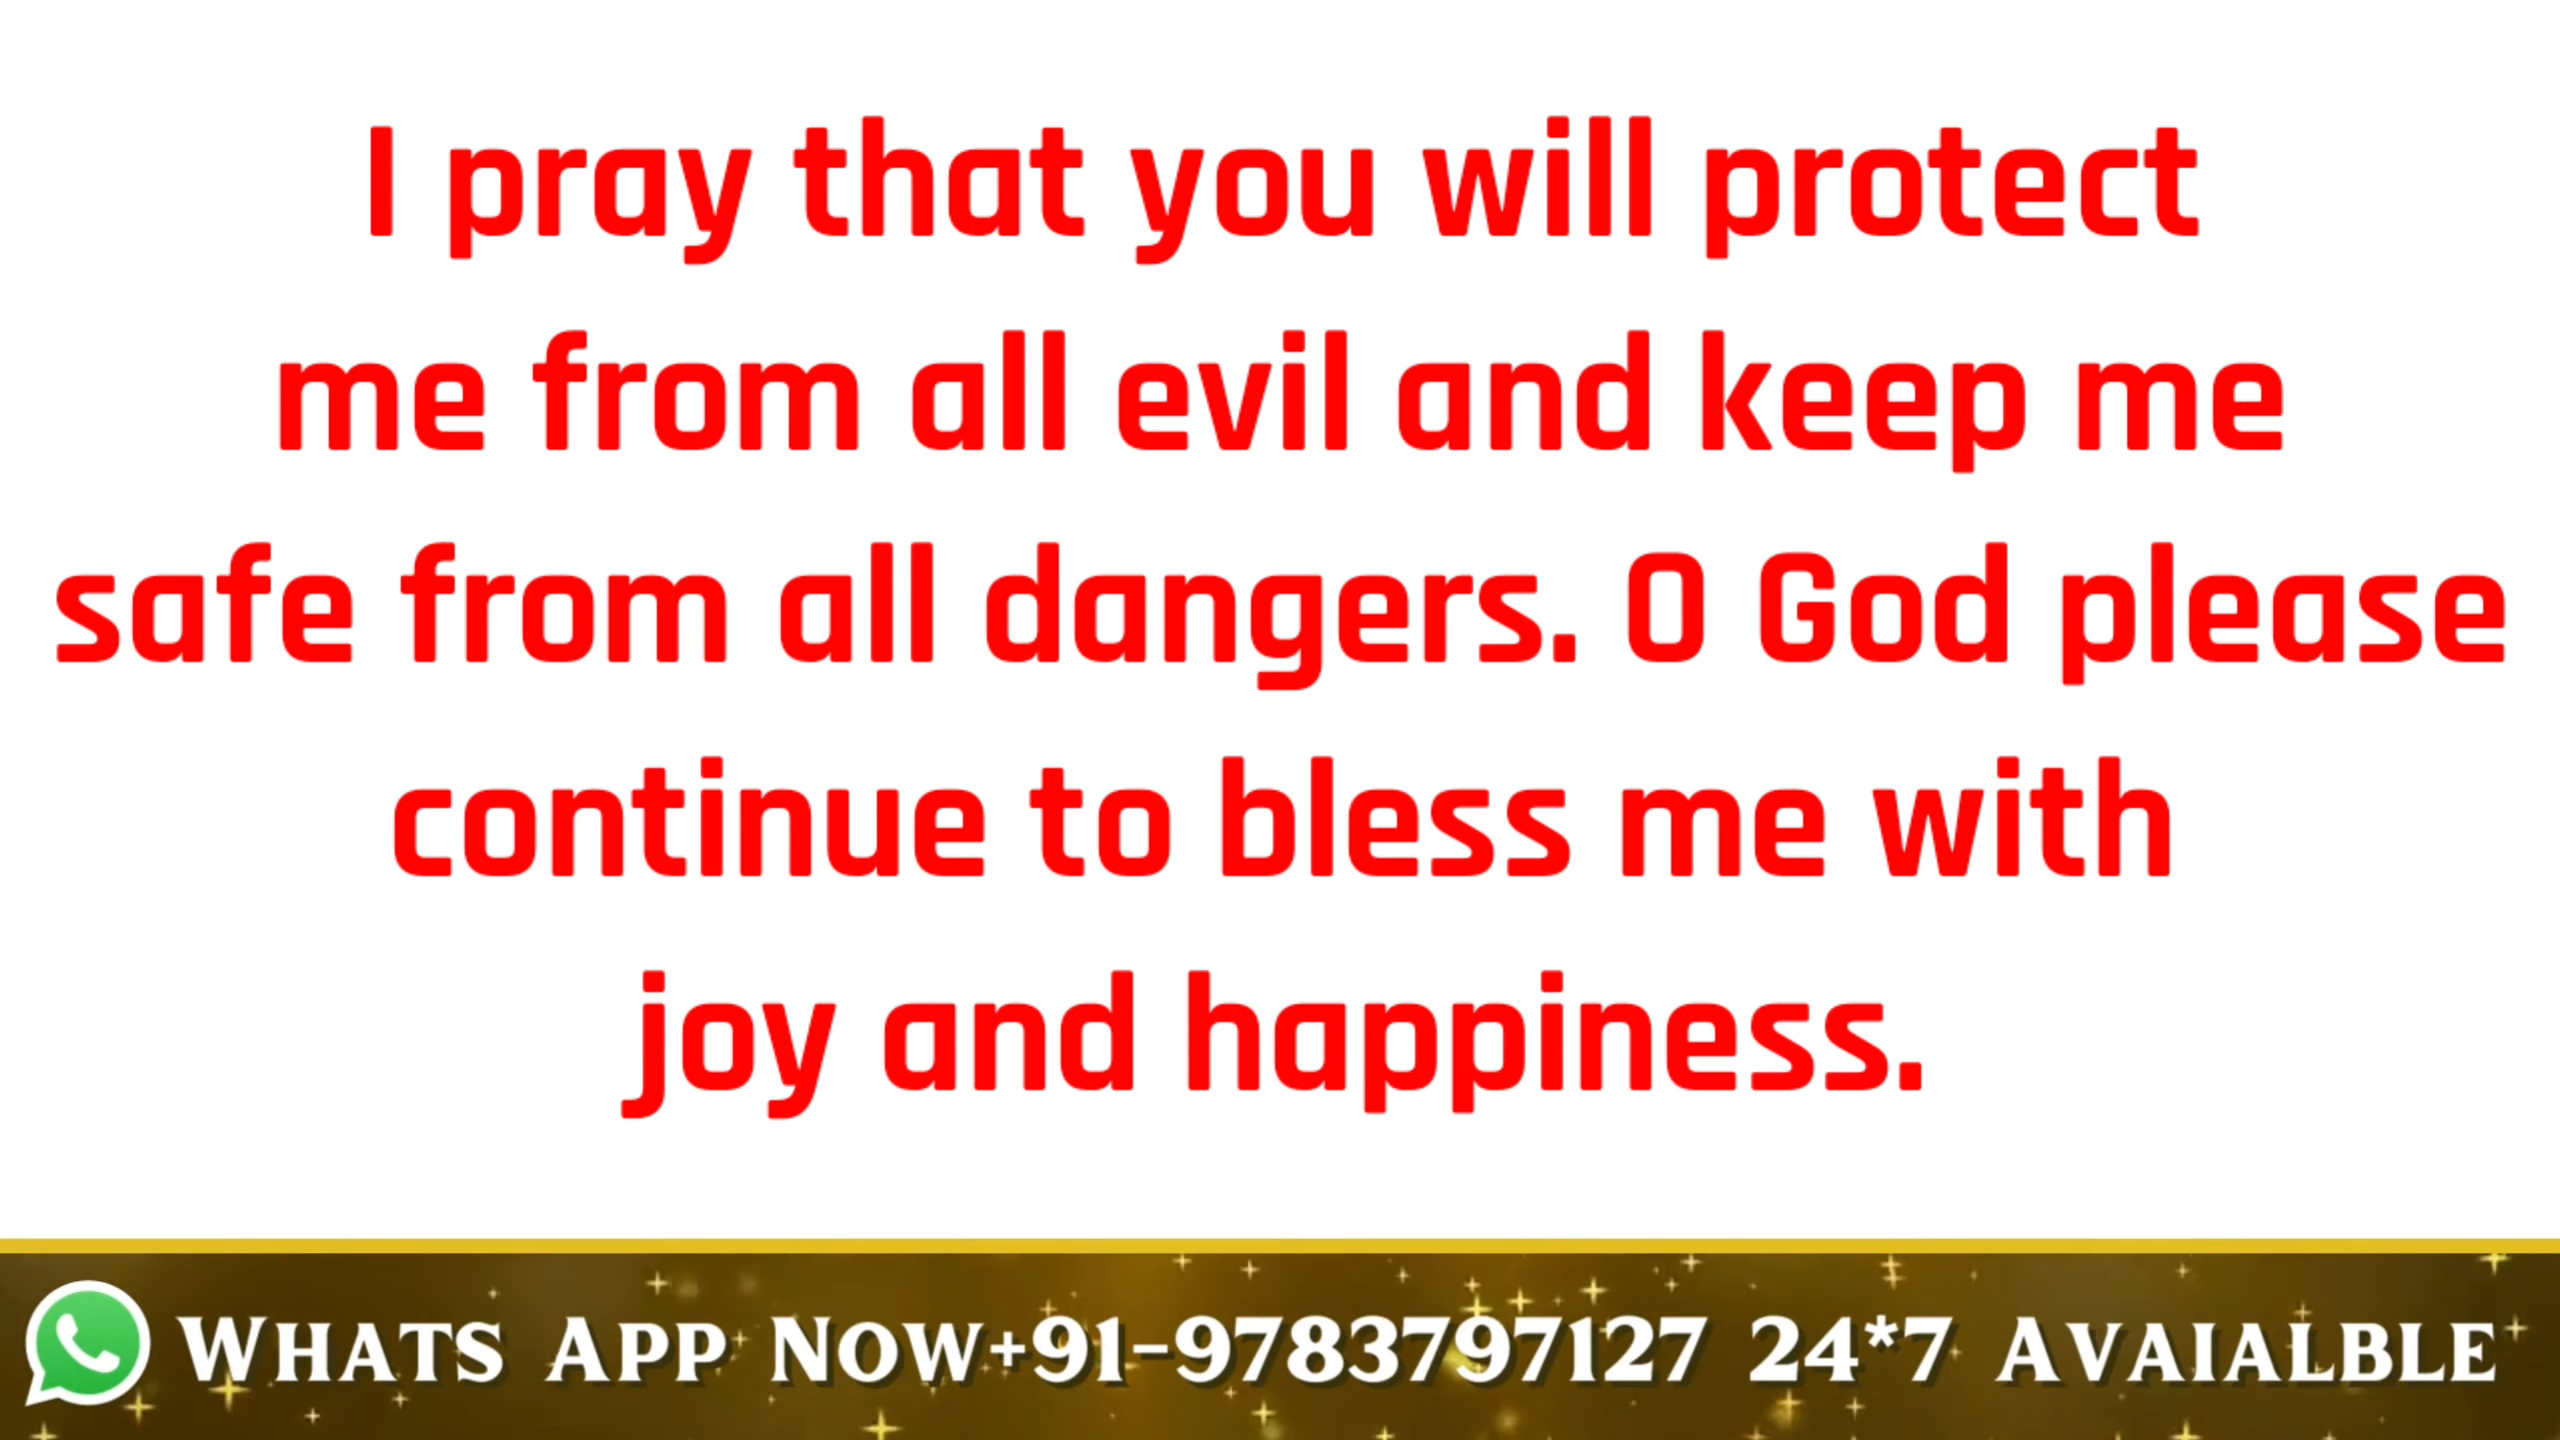 I pray that you will protect
me from all evil and keep me
safe from all dangers. O God please
continue to bless me with
joy and happiness.
Whats App Now+91-9783797127 24*7 Avaialble